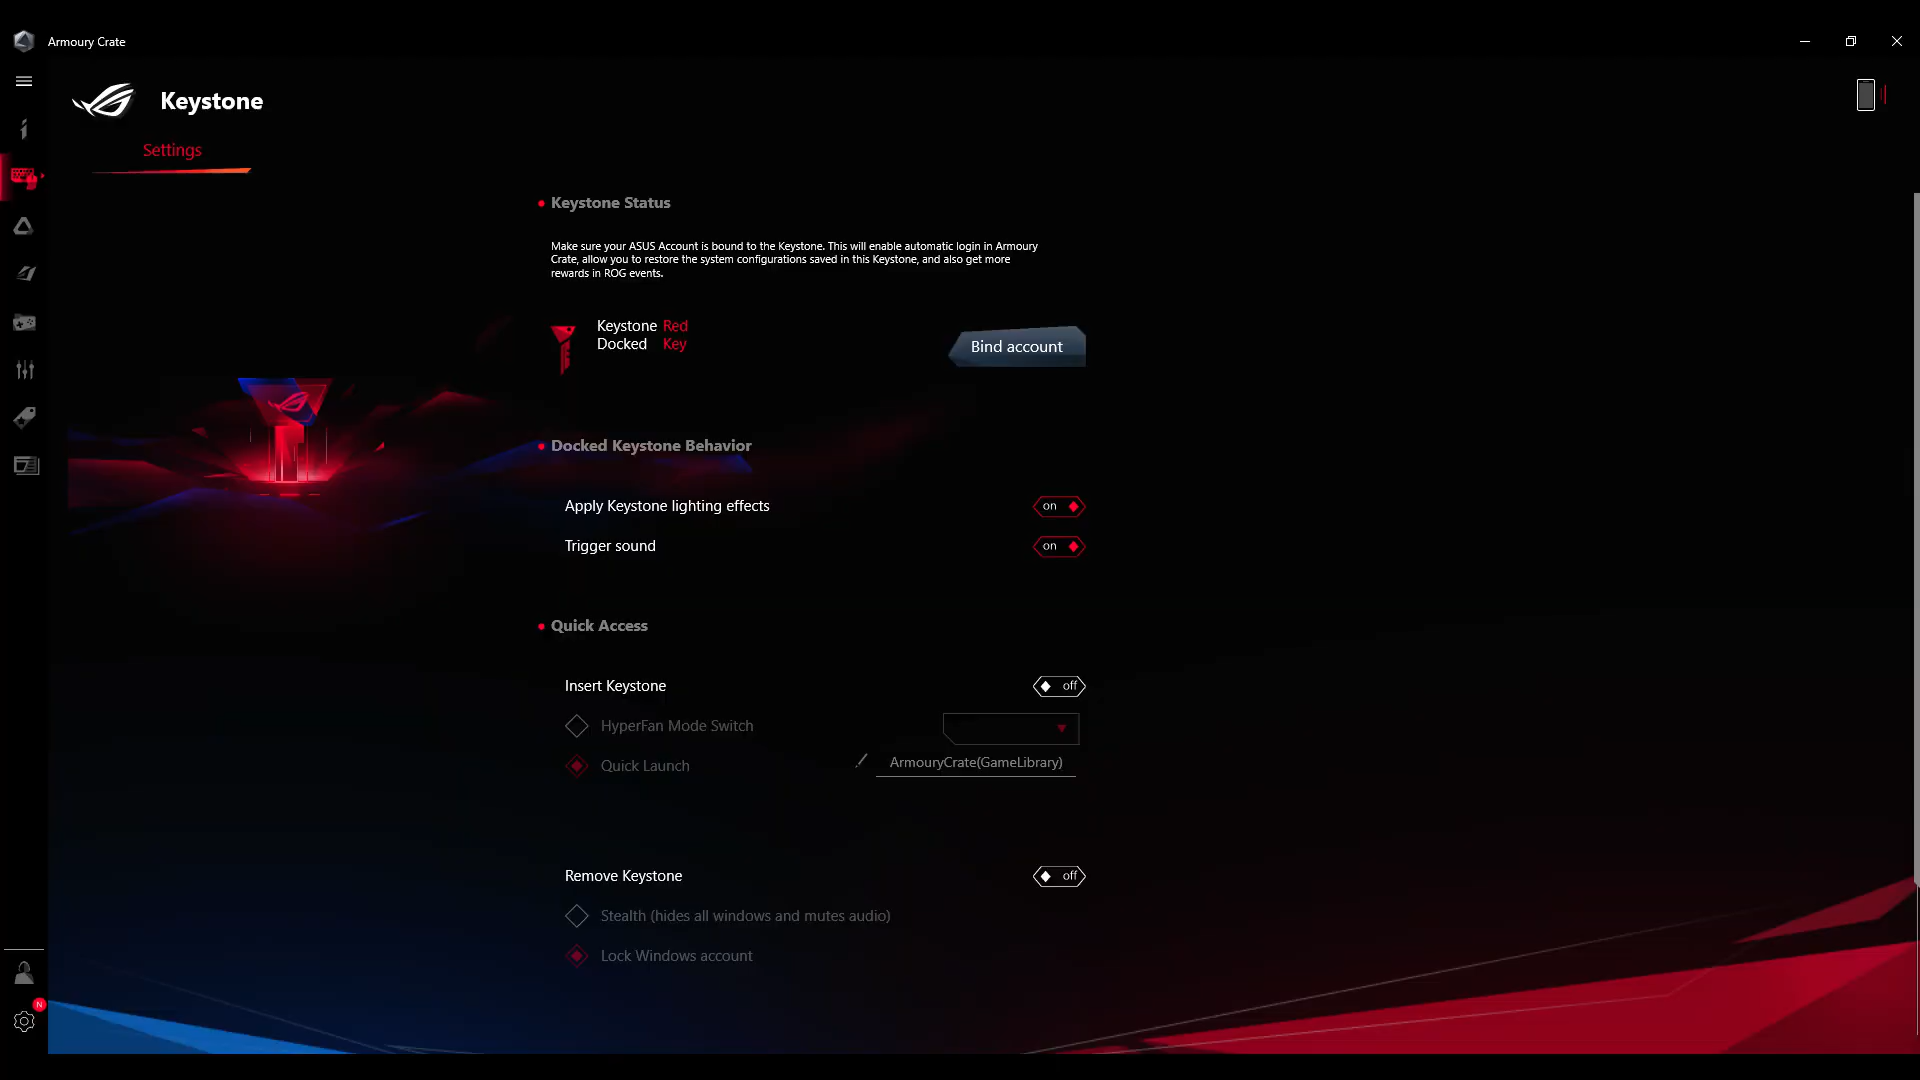 Armoury Crate
Keystone
Settings
Keystone Status
Make sure your ASUS Account is bound to the Keystone. This will enable automatic login in Armoury
Crate, allow you to restore the system configurations saved in this Keystone, and also get more
rewards in ROG events.
Keystone Red
Docked Key
Bind account
Docked Keystone Behavior
Apply Keystone lighting effects on
Trigger sound on
Quick Access
Insert Keystone off
HyperFan Mode Switch
Quick Launch ArmouryCrate(GameLibrary)
Remove Keystone off
Stealth (hides all windows and mutes audio)
Lock Windows account
N